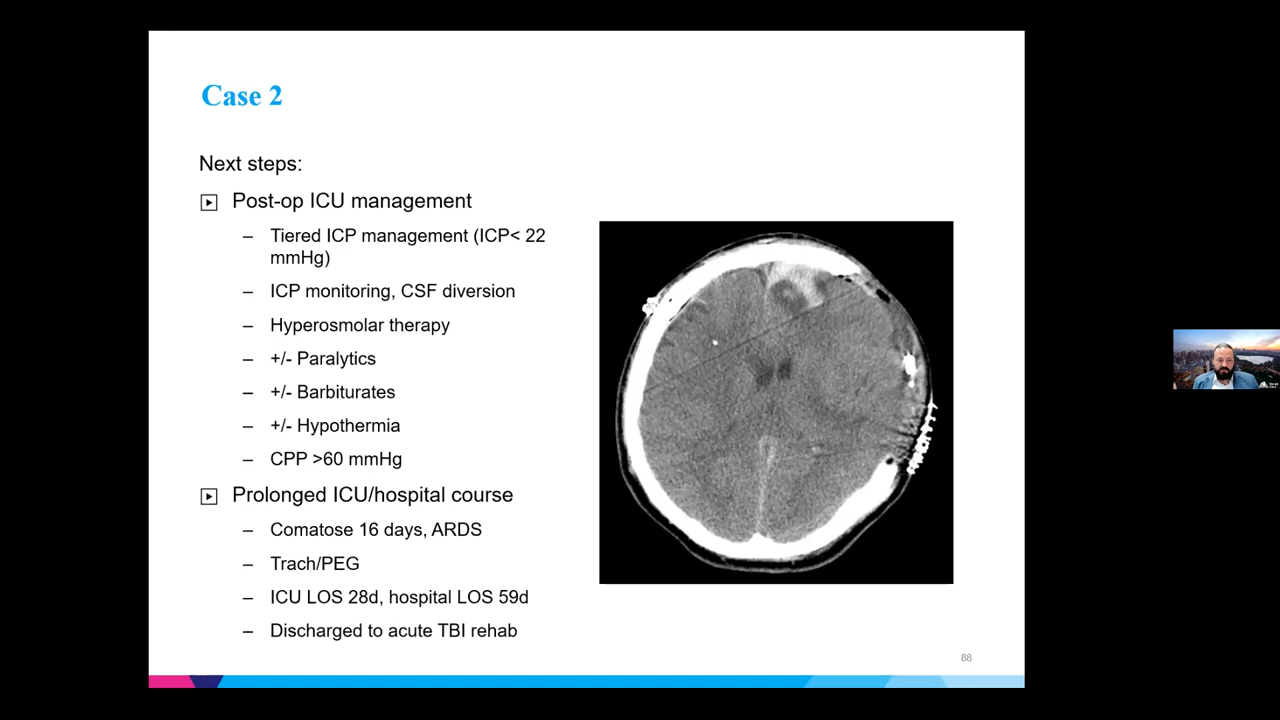 Case 2
Next steps:
Post-op ICU management
– Tiered ICP management (ICP< 22
mmHg)
– ICP monitoring, CSF diversion
– Hyperosmolar therapy
– +/- Paralytics
– +/- Barbiturates
– +/- Hypothermia
– CPP >60 mmHg
Prolonged ICU/hospital course
– Comatose 16 days, ARDS
– Trach/PEG
– ICU LOS 28d, hospital LOS 59d
– Discharged to acute TBI rehab
88